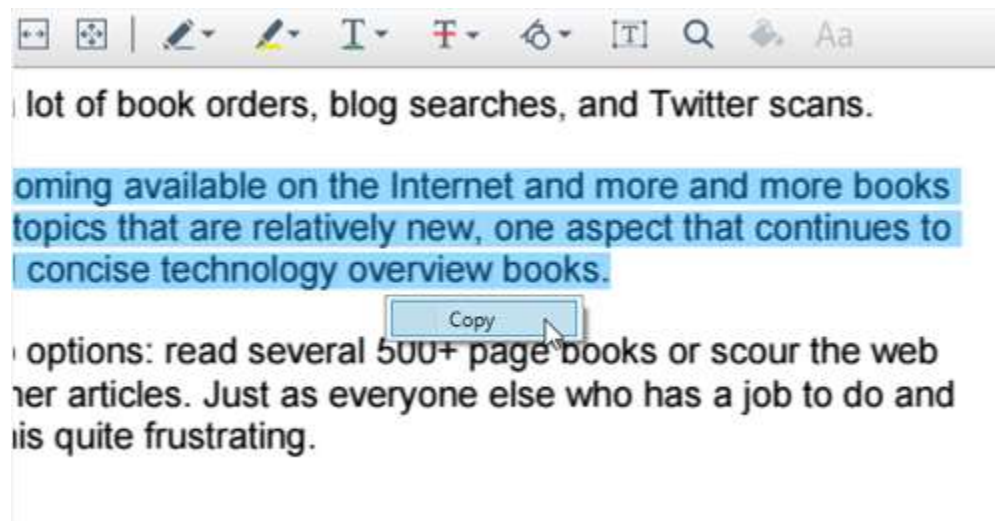 T T T Aa
lot of book orders, blog searches, and Twitter scans.
oming available on the Internet and more and more books
topics that are relatively new, one aspect that continues to
concise technology overview books.
Copy
options: read several 500+ page books or scour the web
her articles. Just as everyone else who has a job to do and
is quite frustrating.